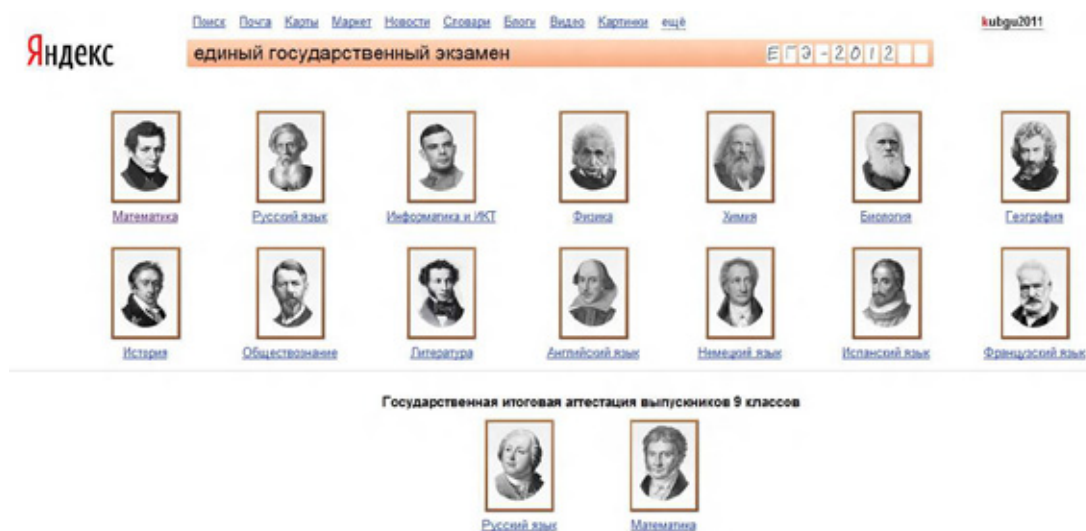 Поиск Почта Карты Маркет Новости Словари Блоги Видео Картинки ещё kubgu2011
Яндекс
единый государственный экзамен ЕГЭ-2012
Математика Русский язык Информатика и ИКТ Физика Химия Биология География
История Обществознание Литература Английский язык Немецкий язык Испанский язык Французский язык
Государственная итоговая аттестация выпускников 9 классов
Русский язык Математика